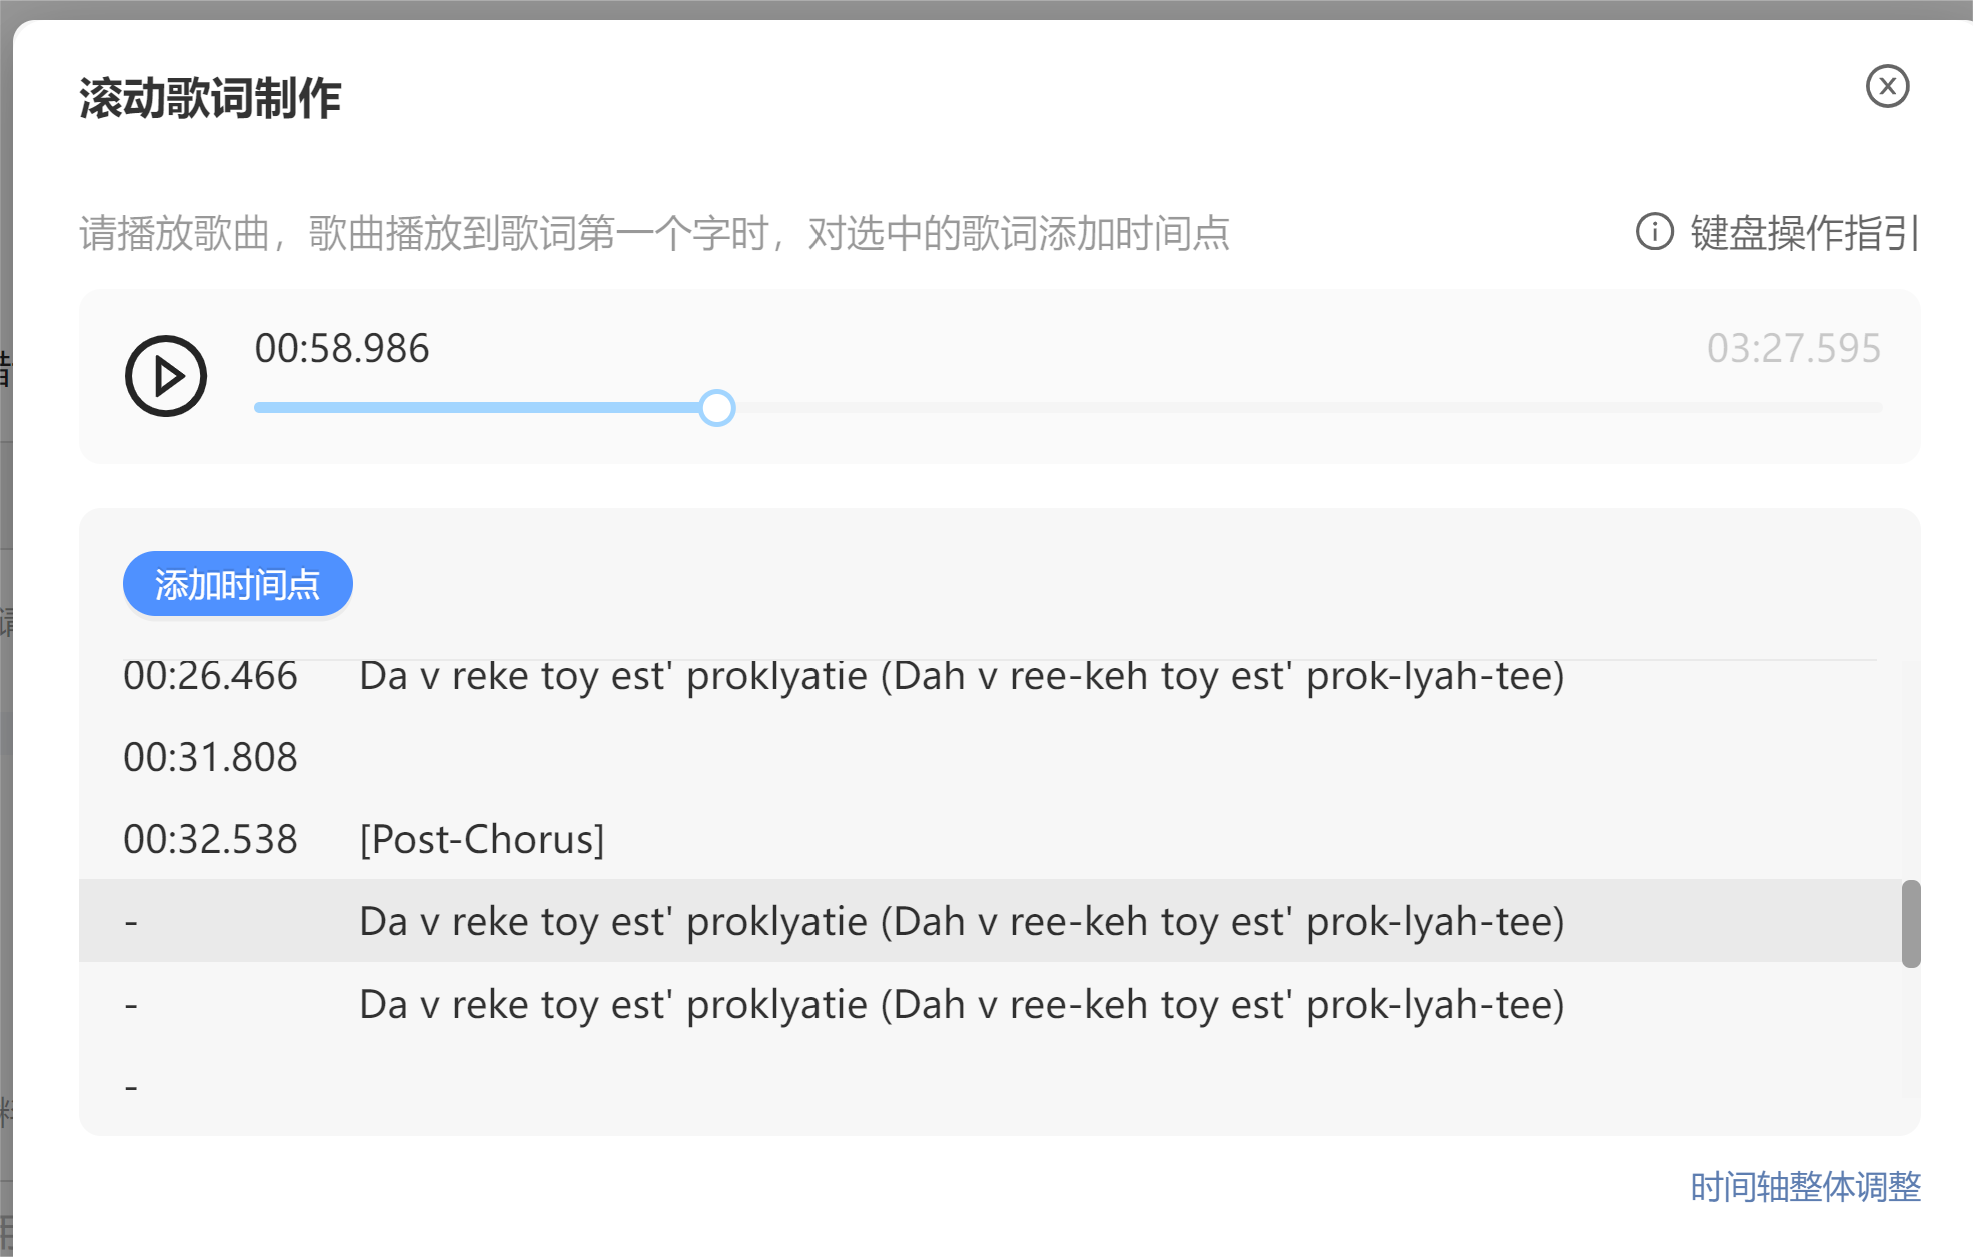 滚动歌词制作
请播放歌曲，歌曲播放到歌词第一个字时，对选中的歌词添加时间点
键盘操作指引
00:58.986
03:27.595
添加时间点
00:26.466 Da v reke toy est' proklyatie (Dah v ree-keh toy est' prok-lyah-tee)
00:31.808
00:32.538 [Post-Chorus]
- Da v reke toy est' proklyatie (Dah v ree-keh toy est' prok-lyah-tee)
- Da v reke toy est' proklyatie (Dah v ree-keh toy est' prok-lyah-tee)
-
时间轴整体调整